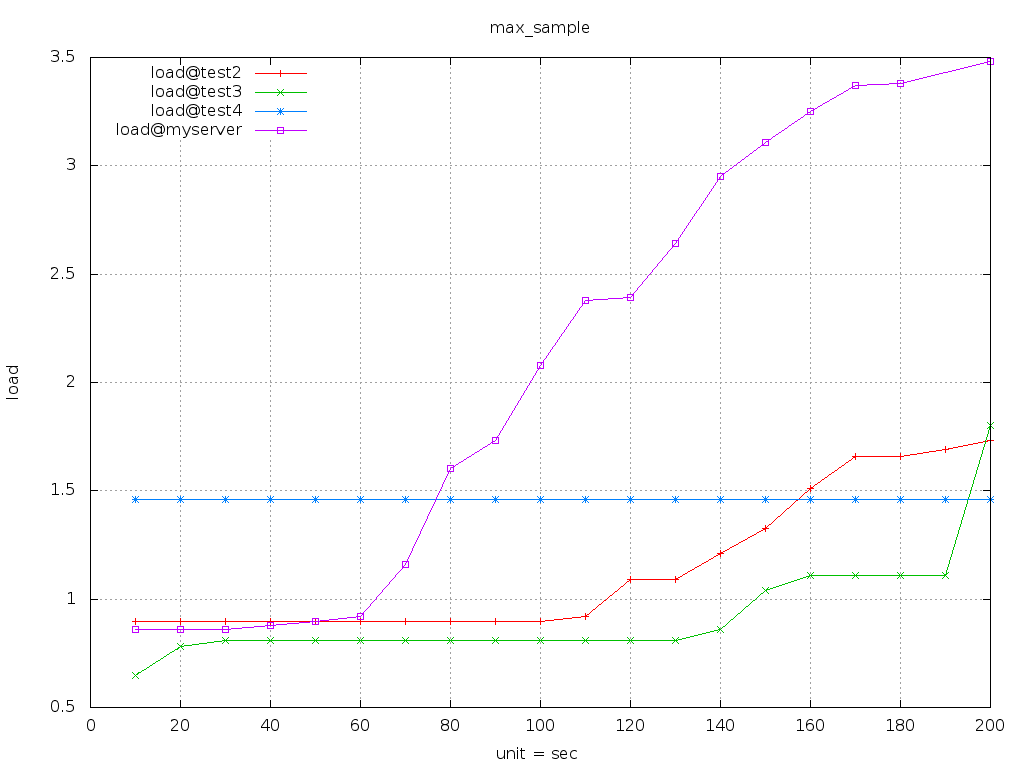 max_sample
3.5
load@test2
load@test3
load@test4
load@myserver
3
2.5
2
load
1.5
1
0.5
0 20 40 60 80 100 120 140 160 180 200
unit = sec